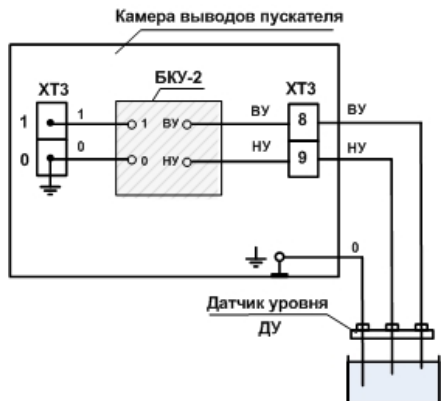 Камера выводов пускателя
БКУ-2
ХТ3
ХТ3
1
1
1
ВУ
ВУ
8
ВУ
0
0
0
НУ
НУ
9
НУ
0
Датчик уровня
ДУ